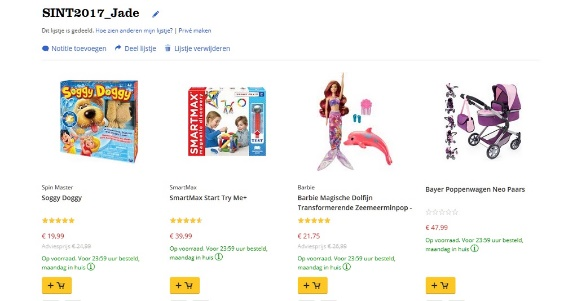 SINT2017_Jade
Dit lijstje is gedeeld. Hoe zien anderen mijn lijstje? | Privé maken
Notitie toevoegen Deel lijstje Lijstje verwijderen
Soggy Doggy
SMARTMAX
START
Spin Master
Soggy Doggy
€ 19,99
Adviesprijs
Op voorraad. Voor 23:59 uur besteld,
maandag in huis
+
SmartMax
SmartMax Start Try Me+
€ 39,99
Op voorraad. Voor 23:59 uur besteld,
maandag in huis
+
Barbie
Barbie Magische Dolfijn
Transformerende Zeemeerminpop -
€ 21,75
Adviesprijs
Op voorraad. Voor 23:59 uur besteld,
maandag in huis
+
Bayer Poppenwagen Neo Paars
€ 47,99
Op voorraad. Voor 23:59 uur besteld,
maandag in huis
+